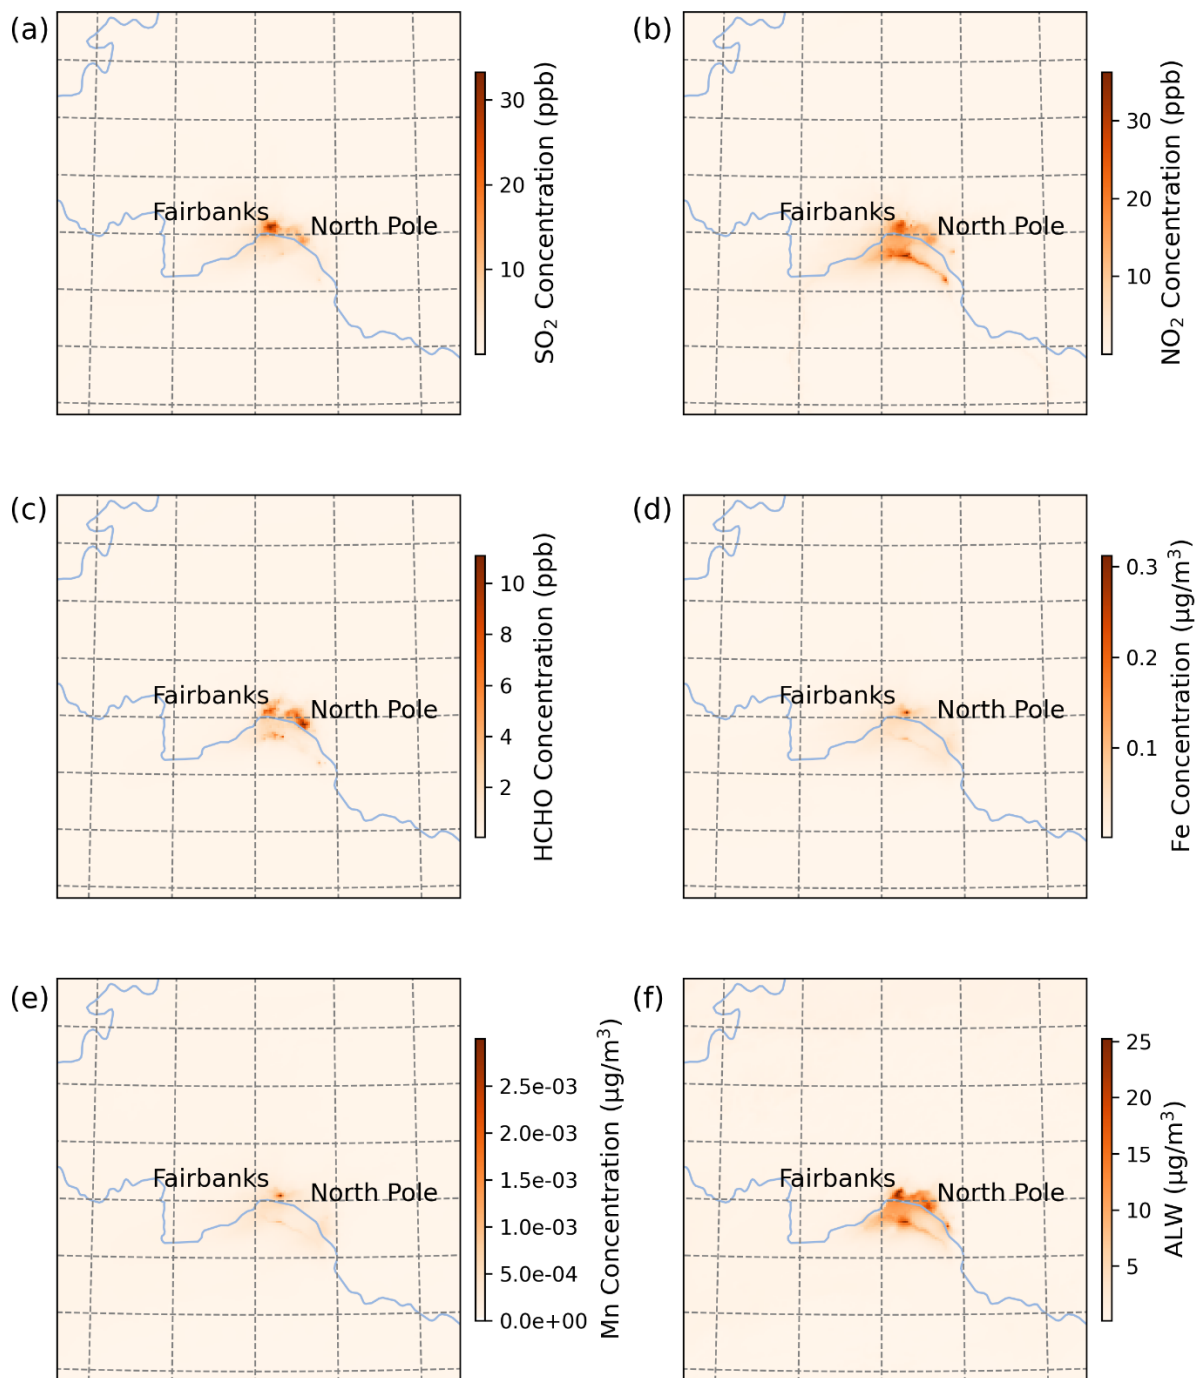 (a)
Fairbanks
North Pole
30
20
10
SO₂ Concentration (ppb)
(b)
Fairbanks
North Pole
30
20
10
NO₂ Concentration (ppb)
(c)
Fairbanks
North Pole
10
8
6
4
2
HCHO Concentration (ppb)
(d)
Fairbanks
North Pole
0.3
0.2
0.1
Fe Concentration (μg/m³)
(e)
Fairbanks
North Pole
2.5e-03
2.0e-03
1.5e-03
1.0e-03
5.0e-04
0.0e+00
Mn Concentration (μg/m³)
(f)
Fairbanks
North Pole
25
20
15
10
5
ALW (μg/m³)